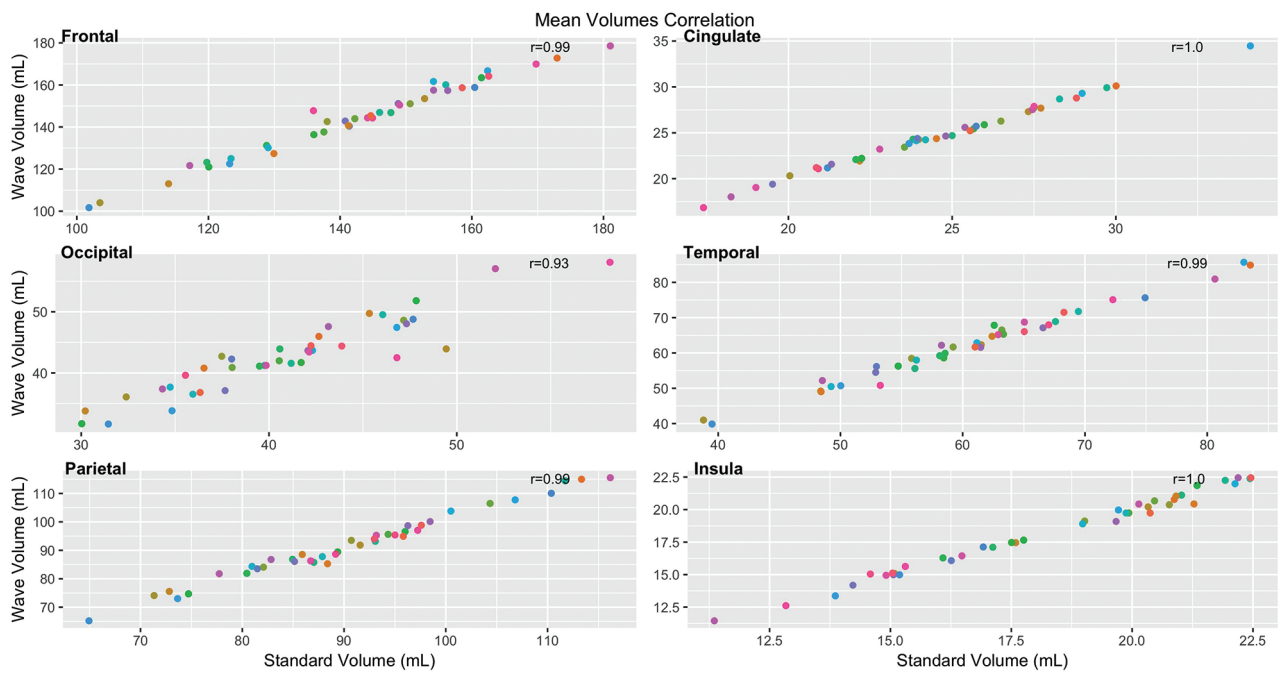 Mean Volumes Correlation
Frontal
r=0.99
Wave Volume (mL)
180
160
140
120
100
100 120 140 160 180
Cingulate
r=1.0
35
30
25
20
20 25 30
Occipital
r=0.93
Wave Volume (mL)
50
40
30 40 50
Temporal
r=0.99
80
70
60
50
40
40 50 60 70 80
Parietal
r=0.99
Wave Volume (mL)
110
100
90
80
70
70 80 90 100 110
Standard Volume (mL)
Insula
r=1.0
22.5
20.0
17.5
15.0
12.5
12.5 15.0 17.5 20.0 22.5
Standard Volume (mL)